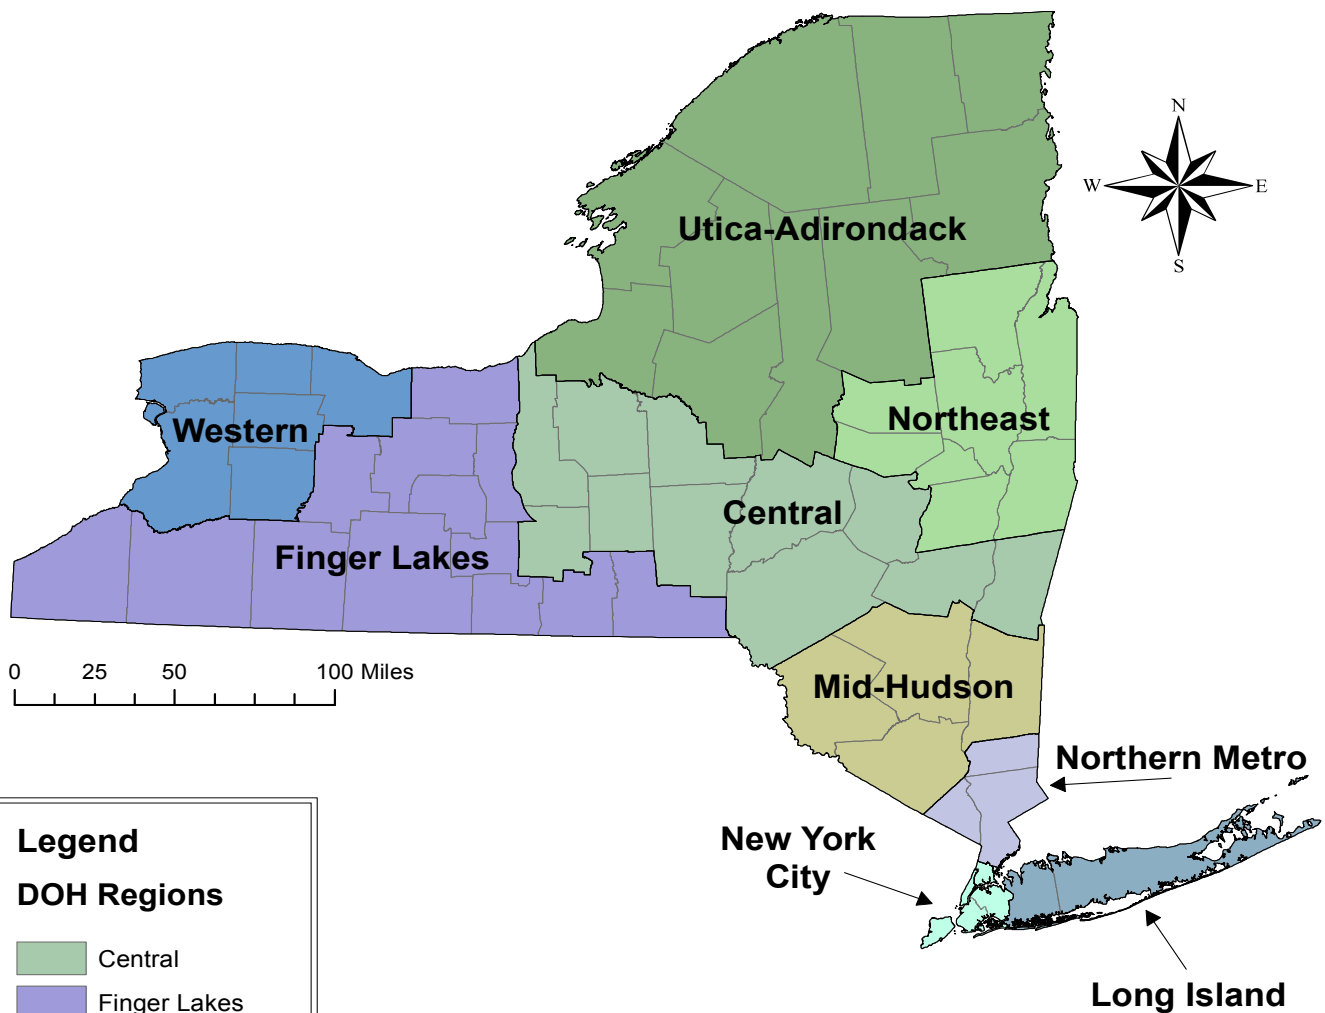 N
W E
S
Utica-Adirondack
Northeast
Western
Central
Finger Lakes
0 25 50 100 Miles
Mid-Hudson
Northern Metro
New York
City
Long Island
Legend
DOH Regions
Central
Finger Lakes